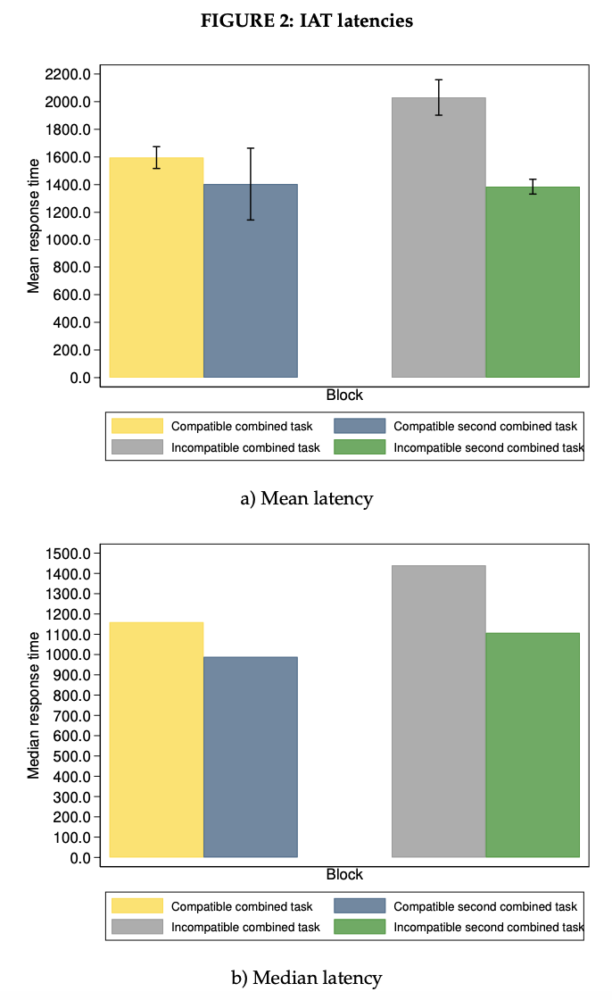 FIGURE 2: IAT latencies
2200.0
2000.0
1800.0
1600.0
1400.0
1200.0
1000.0
800.0
600.0
400.0
200.0
0.0
Mean response time
Block
Compatible combined task
Compatible second combined task
Incompatible combined task
Incompatible second combined task
a) Mean latency
1500.0
1400.0
1300.0
1200.0
1100.0
1000.0
900.0
800.0
700.0
600.0
500.0
400.0
300.0
200.0
100.0
0.0
Median response time
Block
Compatible combined task
Compatible second combined task
Incompatible combined task
Incompatible second combined task
b) Median latency